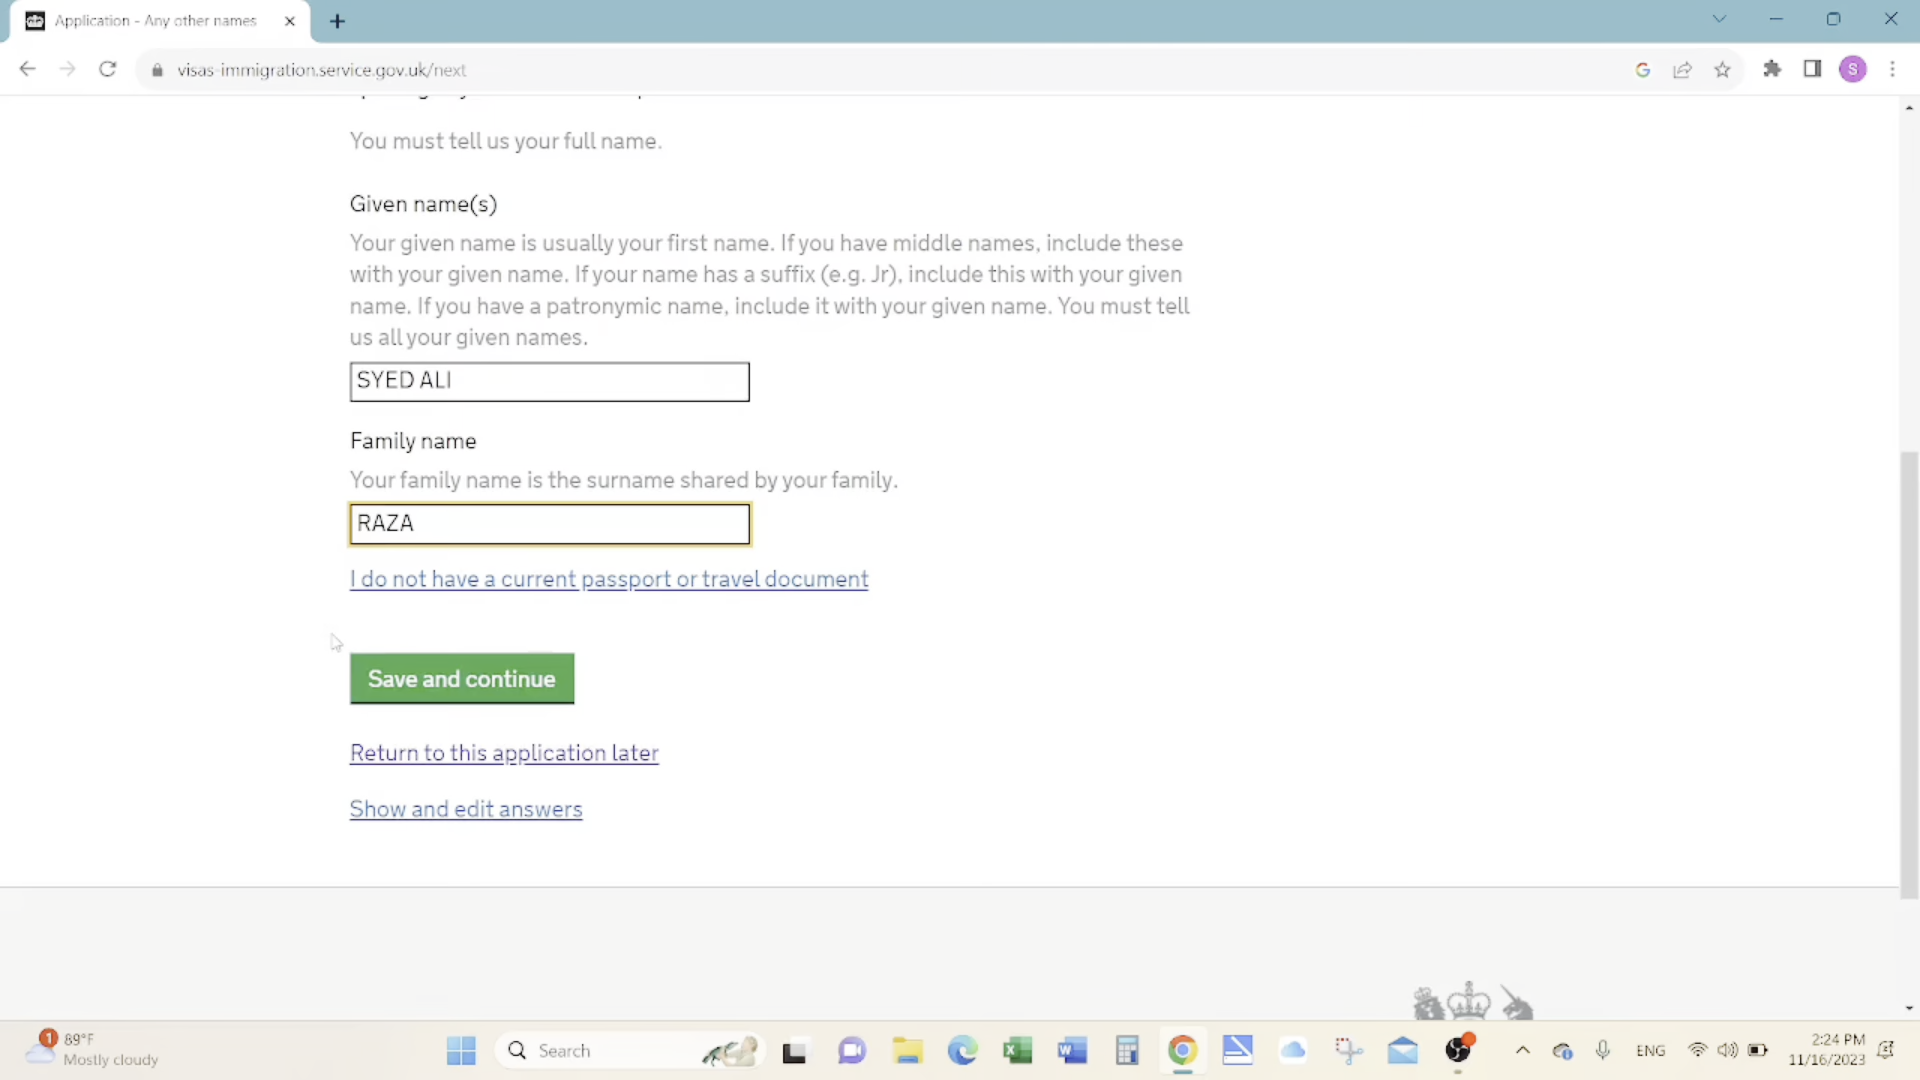 Application - Any other names
visas-immigration.service.gov.uk/next
S
You must tell us your full name.
Given name(s)
Your given name is usually your first name. If you have middle names, include these
with your given name. If your name has a suffix (e.g. Jr), include this with your given
name. If you have a patronymic name, include it with your given name. You must tell
us all your given names.
SYED ALI
Family name
Your family name is the surname shared by your family.
RAZA
I do not have a current passport or travel document
Save and continue
Return to this application later
Show and edit answers
1
89°F
Mostly cloudy
Search
ENG
2:24 PM
11/16/2023